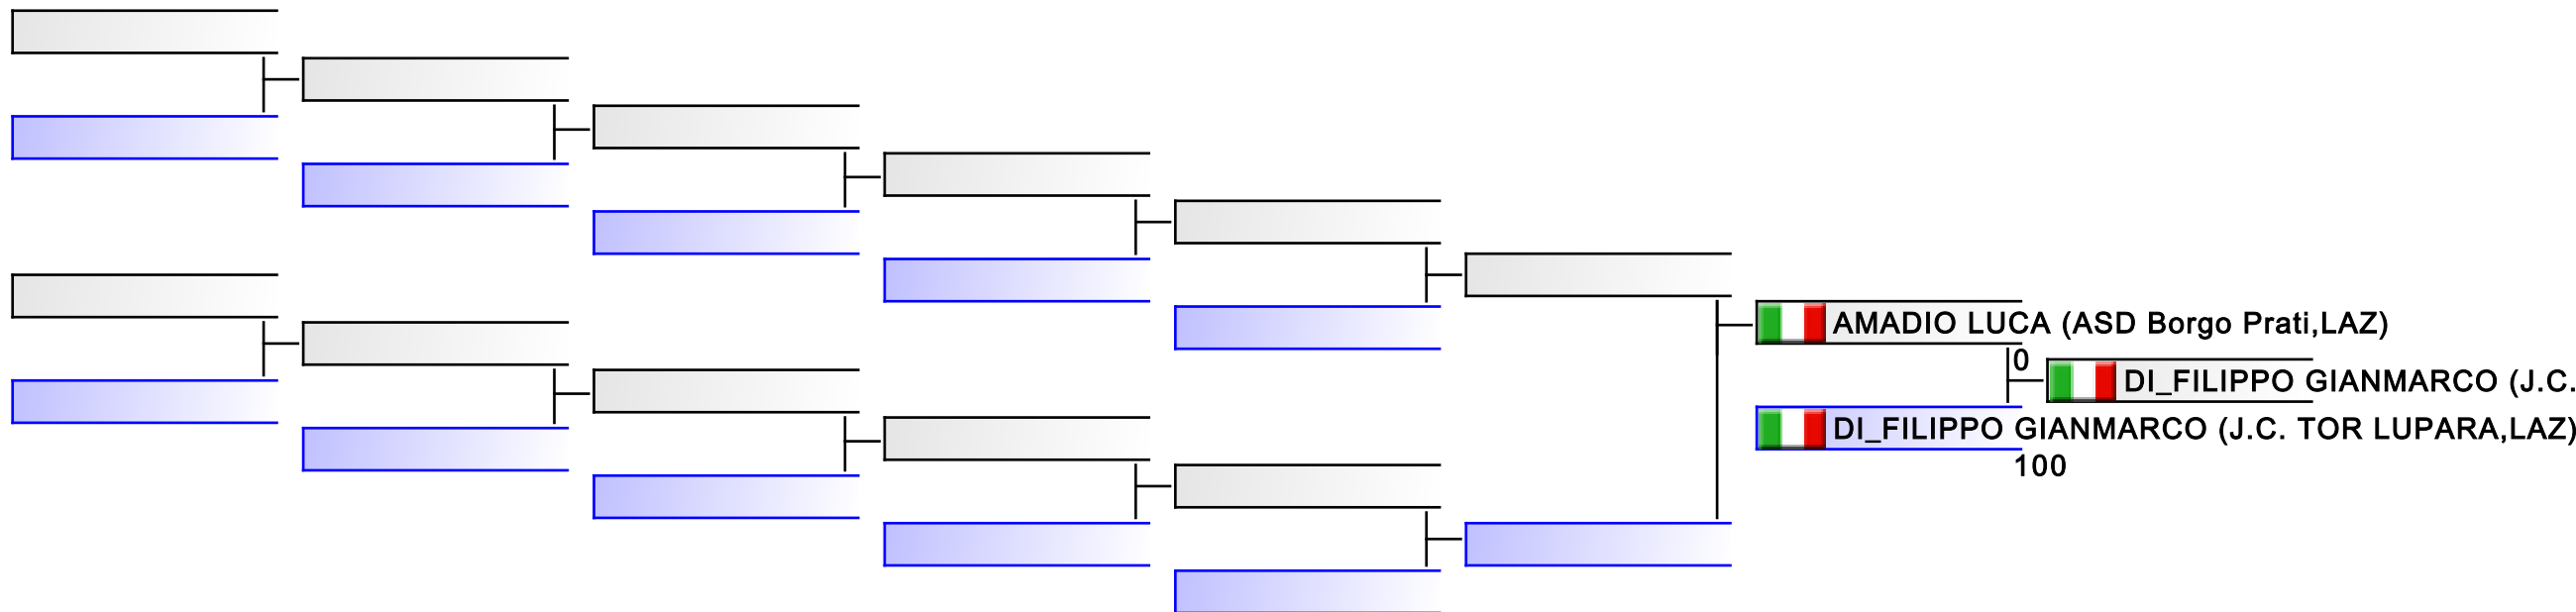 AMADIO LUCA (ASD Borgo Prati,LAZ)
0
DI_FILIPPO GIANMARCO (J.C.
DI_FILIPPO GIANMARCO (J.C. TOR LUPARA,LAZ)
100